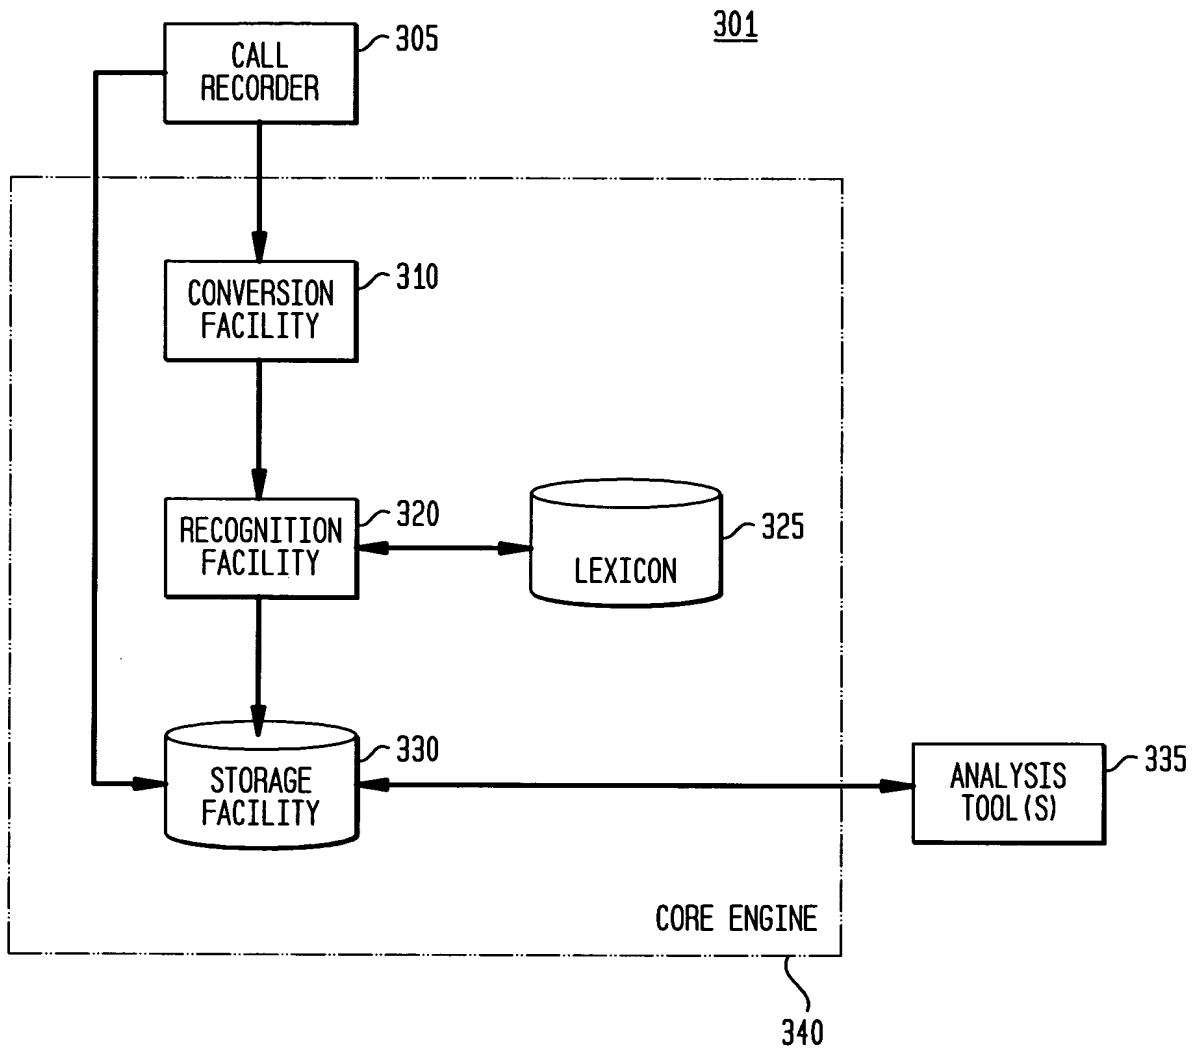 301
CALL
RECORDER
305
CONVERSION
FACILITY
310
RECOGNITION
FACILITY
320
LEXICON
325
STORAGE
FACILITY
330
ANALYSIS
TOOL(S)
335
CORE ENGINE
340